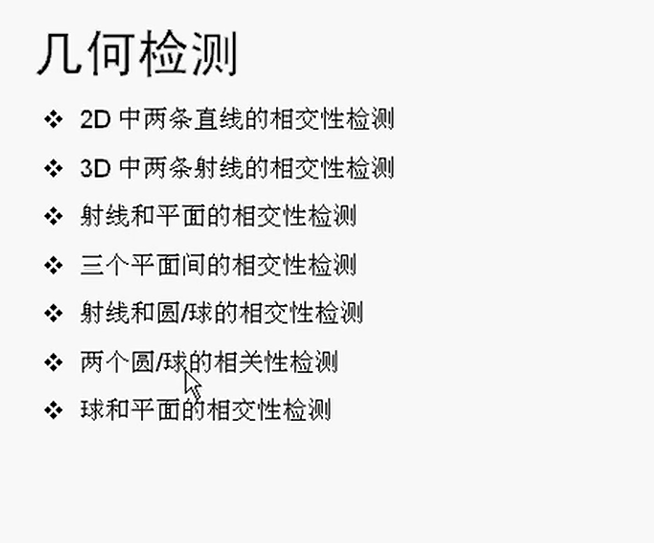 几何检测
❖ 2D 中两条直线的相交性检测
❖ 3D 中两条射线的相交性检测
❖ 射线和平面的相交性检测
❖ 三个平面间的相交性检测
❖ 射线和圆/球的相交性检测
❖ 两个圆/球的相关性检测
❖ 球和平面的相交性检测